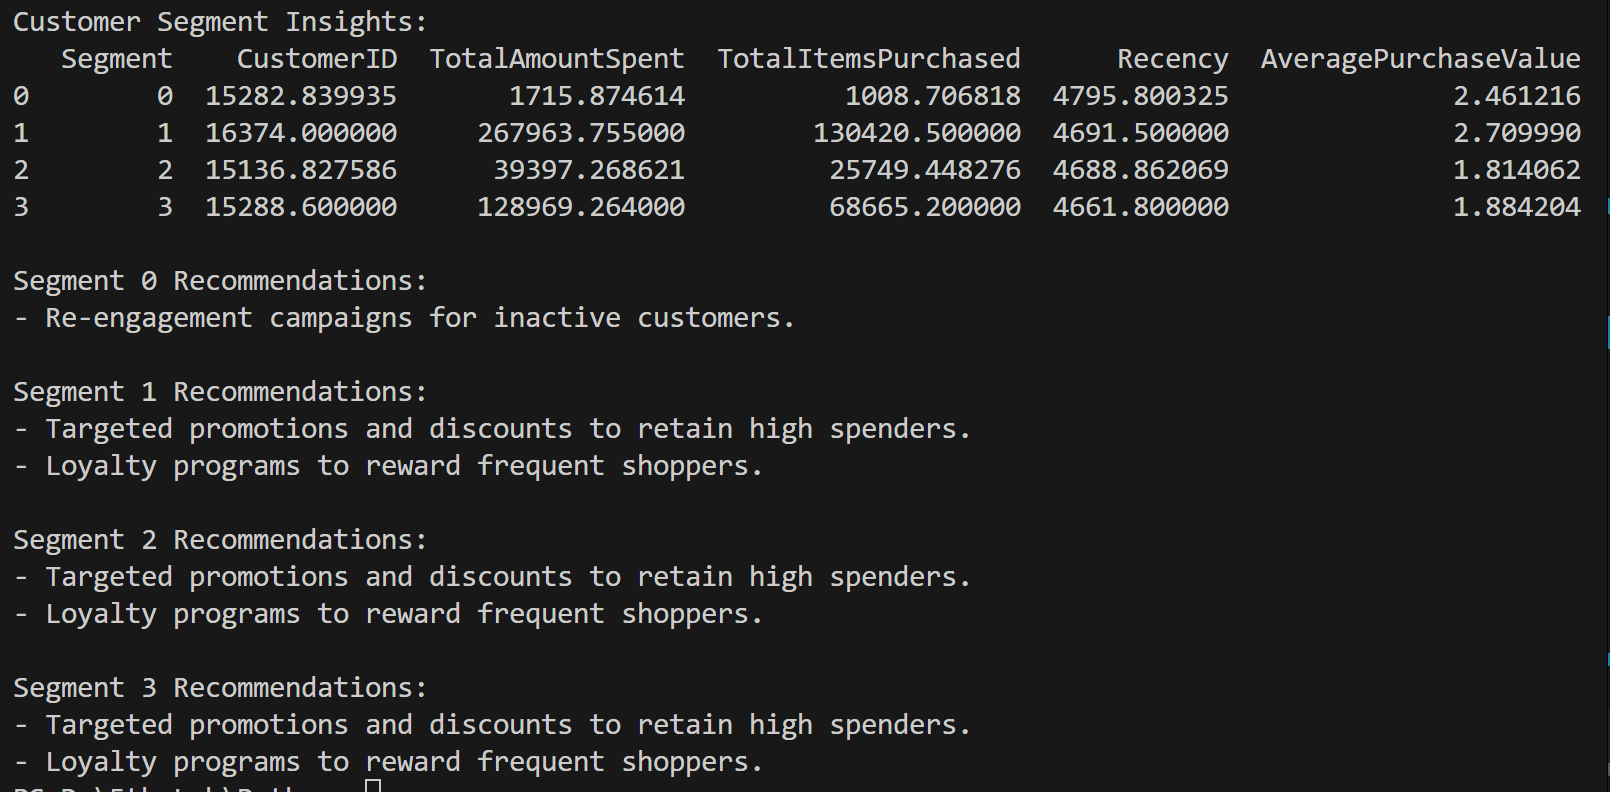 Customer Segment Insights:
   Segment    CustomerID  TotalAmountSpent  TotalItemsPurchased      Recency  AveragePurchaseValue
0        0  15282.839935       1715.874614          1008.706818  4795.800325              2.461216
1        1  16374.000000     267963.755000        130420.500000  4691.500000              2.709990
2        2  15136.827586      39397.268621         25749.448276  4688.862069              1.814062
3        3  15288.600000     128969.264000         68665.200000  4661.800000              1.884204
Segment 0 Recommendations:
- Re-engagement campaigns for inactive customers.
Segment 1 Recommendations:
- Targeted promotions and discounts to retain high spenders.
- Loyalty programs to reward frequent shoppers.
Segment 2 Recommendations:
- Targeted promotions and discounts to retain high spenders.
- Loyalty programs to reward frequent shoppers.
Segment 3 Recommendations:
- Targeted promotions and discounts to retain high spenders.
- Loyalty programs to reward frequent shoppers.